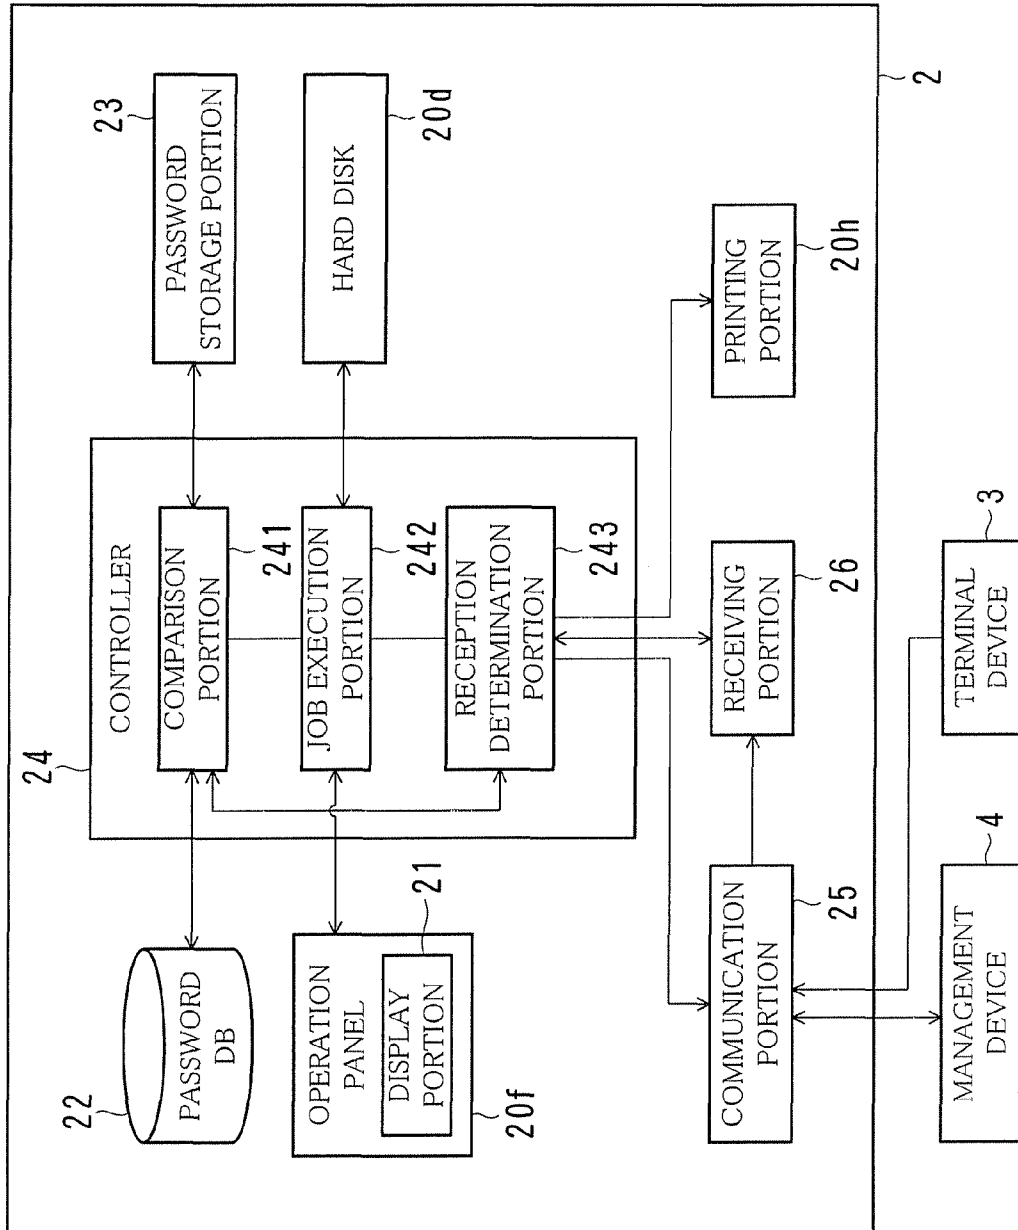 22
PASSWORD
DB
24
CONTROLLER
COMPARISON
PORTION
241
23
PASSWORD
STORAGE PORTION
OPERATION
PANEL
21
DISPLAY
PORTION
20f
JOB EXECUTION
PORTION
242
HARD DISK
20d
RECEPTION
DETERMINATION
PORTION
243
COMMUNICATION
PORTION
25
RECEIVING
PORTION
26
PRINTING
PORTION
20h
2
MANAGEMENT
DEVICE
4
TERMINAL
DEVICE
3